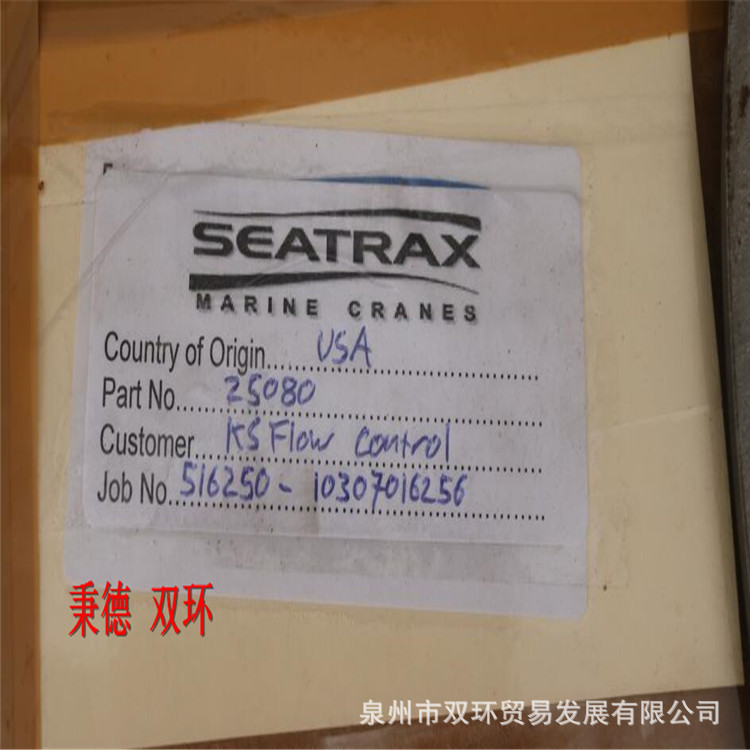 SEATRAX
MARINE CRANES
Country of Origin....USA..........
Part No....25080..........
Customer...KS Flow Control..........
Job No.516250-10307016256..........
秉德 双环
泉州市双环贸易发展有限公司